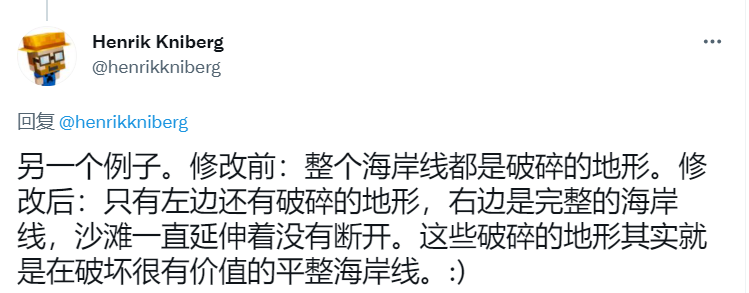 Henrik Kniberg
@henrikkniberg
回复 @henrikkniberg
另一个例子。修改前：整个海岸线都是破碎的地形。修
改后：只有左边还有破碎的地形，右边是完整的海岸
线，沙滩一直延伸着没有断开。这些破碎的地形其实就
是在破坏很有价值的平整海岸线。:)